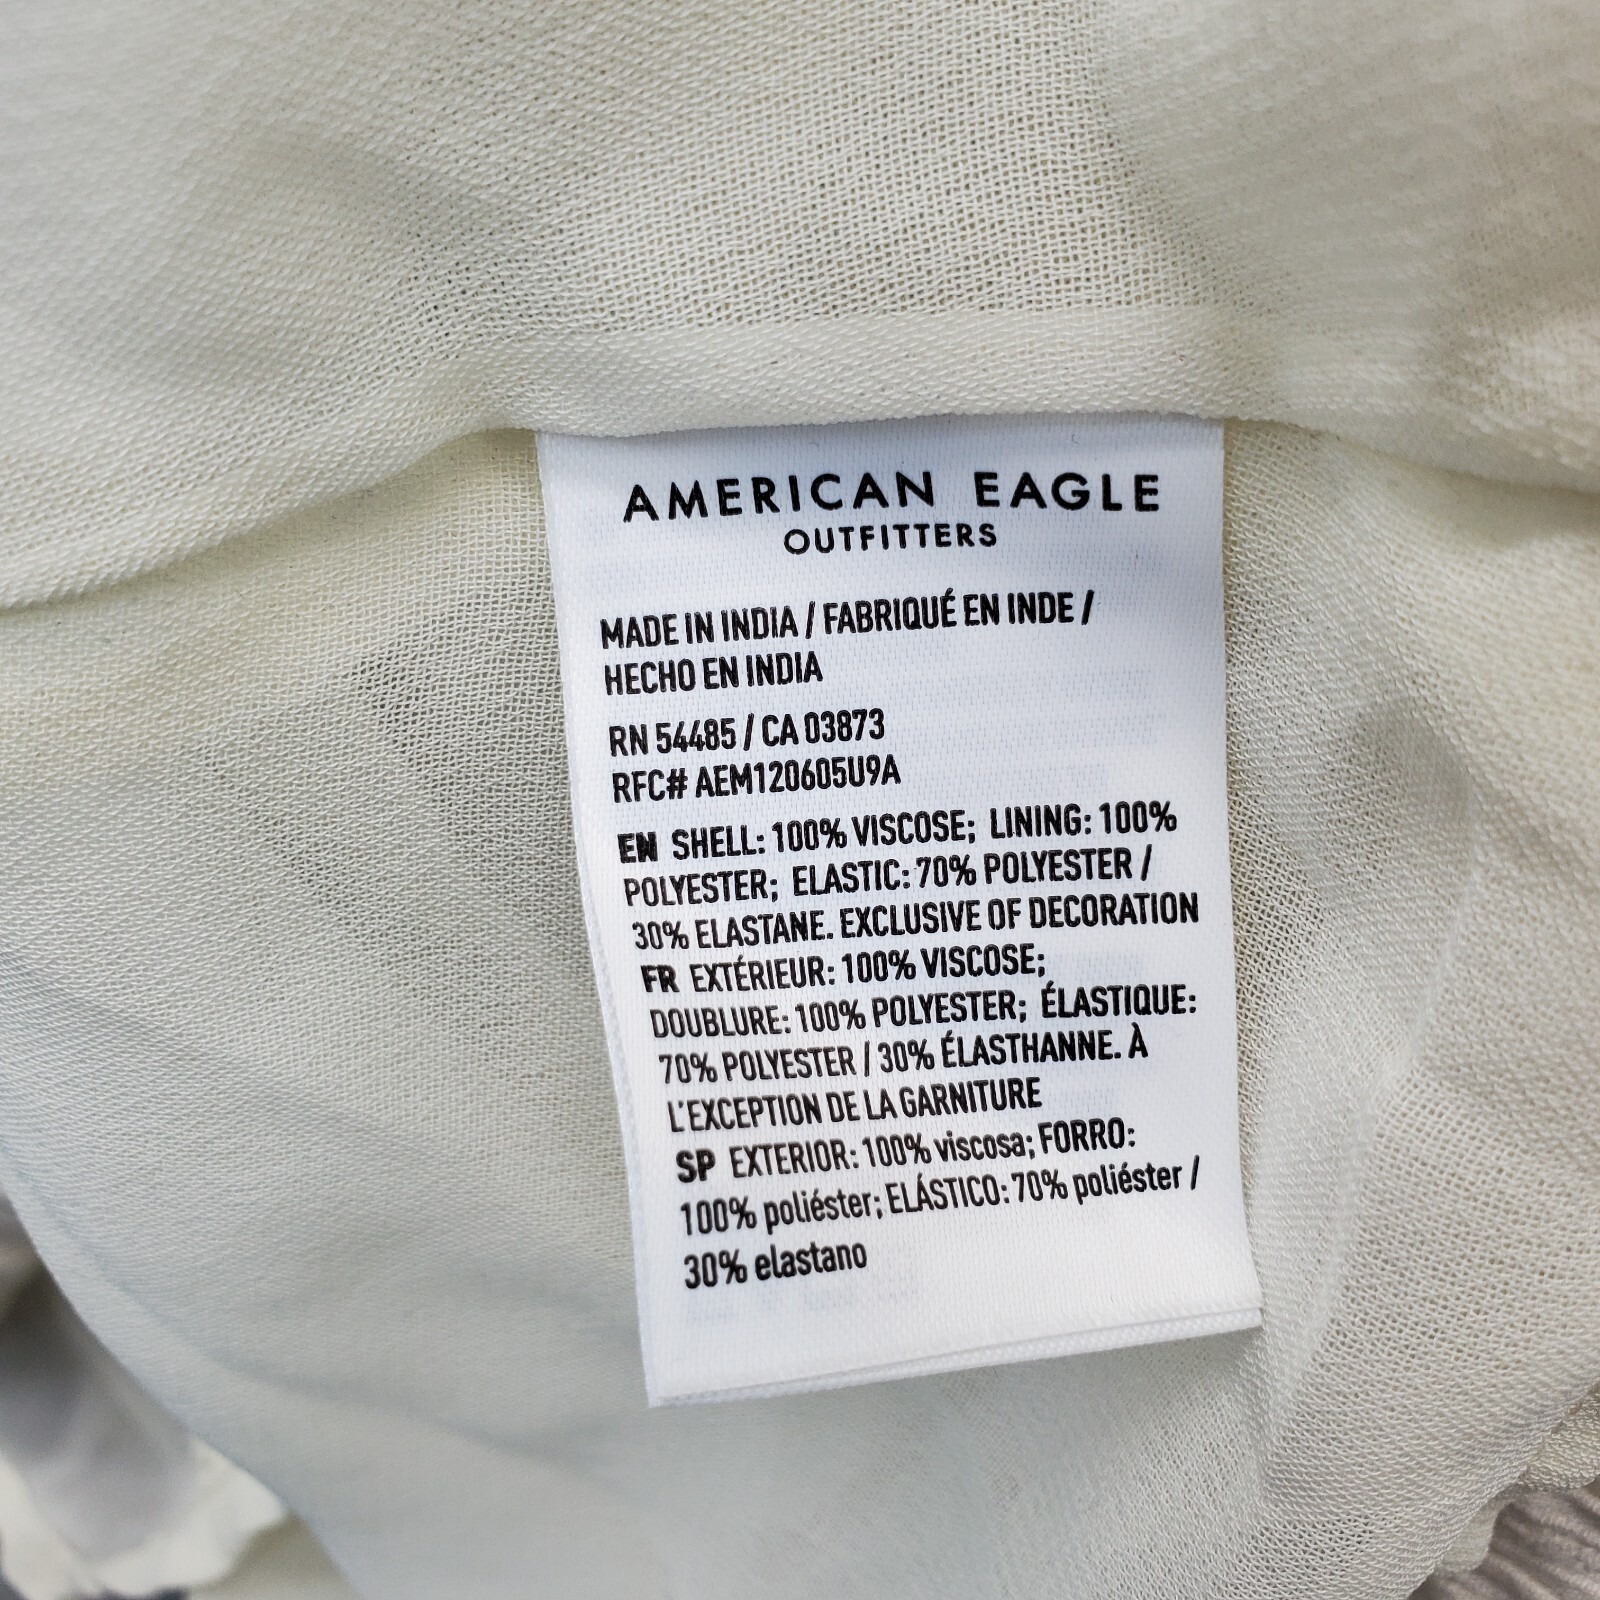 AMERICAN EAGLE
OUTFITTERS
MADE IN INDIA / FABRIQUÉ EN INDE /
HECHO EN INDIA
RN 54485 / CA 03873
RFC# AEM120605U9A
EN SHELL: 100% VISCOSE; LINING: 100%
POLYESTER; ELASTIC: 70% POLYESTER /
30% ELASTANE. EXCLUSIVE OF DECORATION
FR EXTÉRIEUR: 100% VISCOSE;
DOUBLURE: 100% POLYESTER; ÉLASTIQUE:
70% POLYESTER / 30% ÉLASTHANNE. À
L'EXCEPTION DE LA GARNITURE
SP EXTERIOR: 100% viscosa; FORRO:
100% poliéster; ELÁSTICO: 70% poliéster /
30% elastano